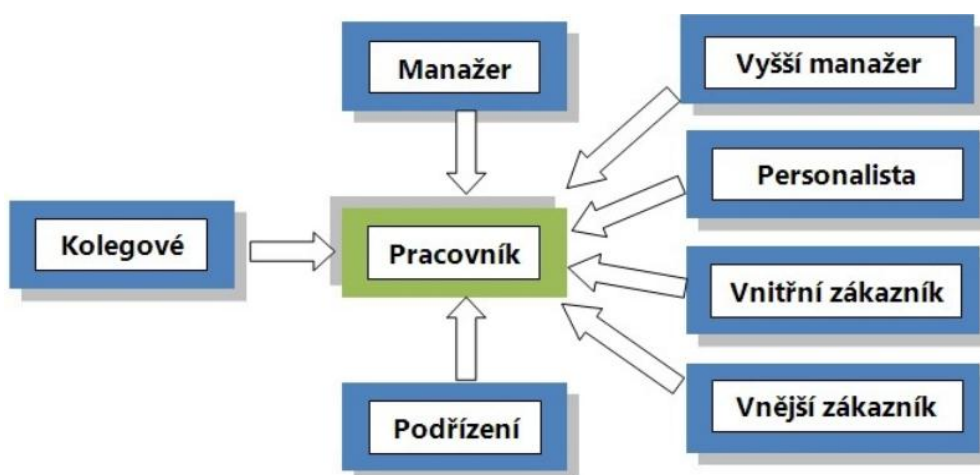 Manažer
Vyšší manažer
Personalista
Kolegové
Pracovník
Vnitřní zákazník
Podřízení
Vnější zákazník